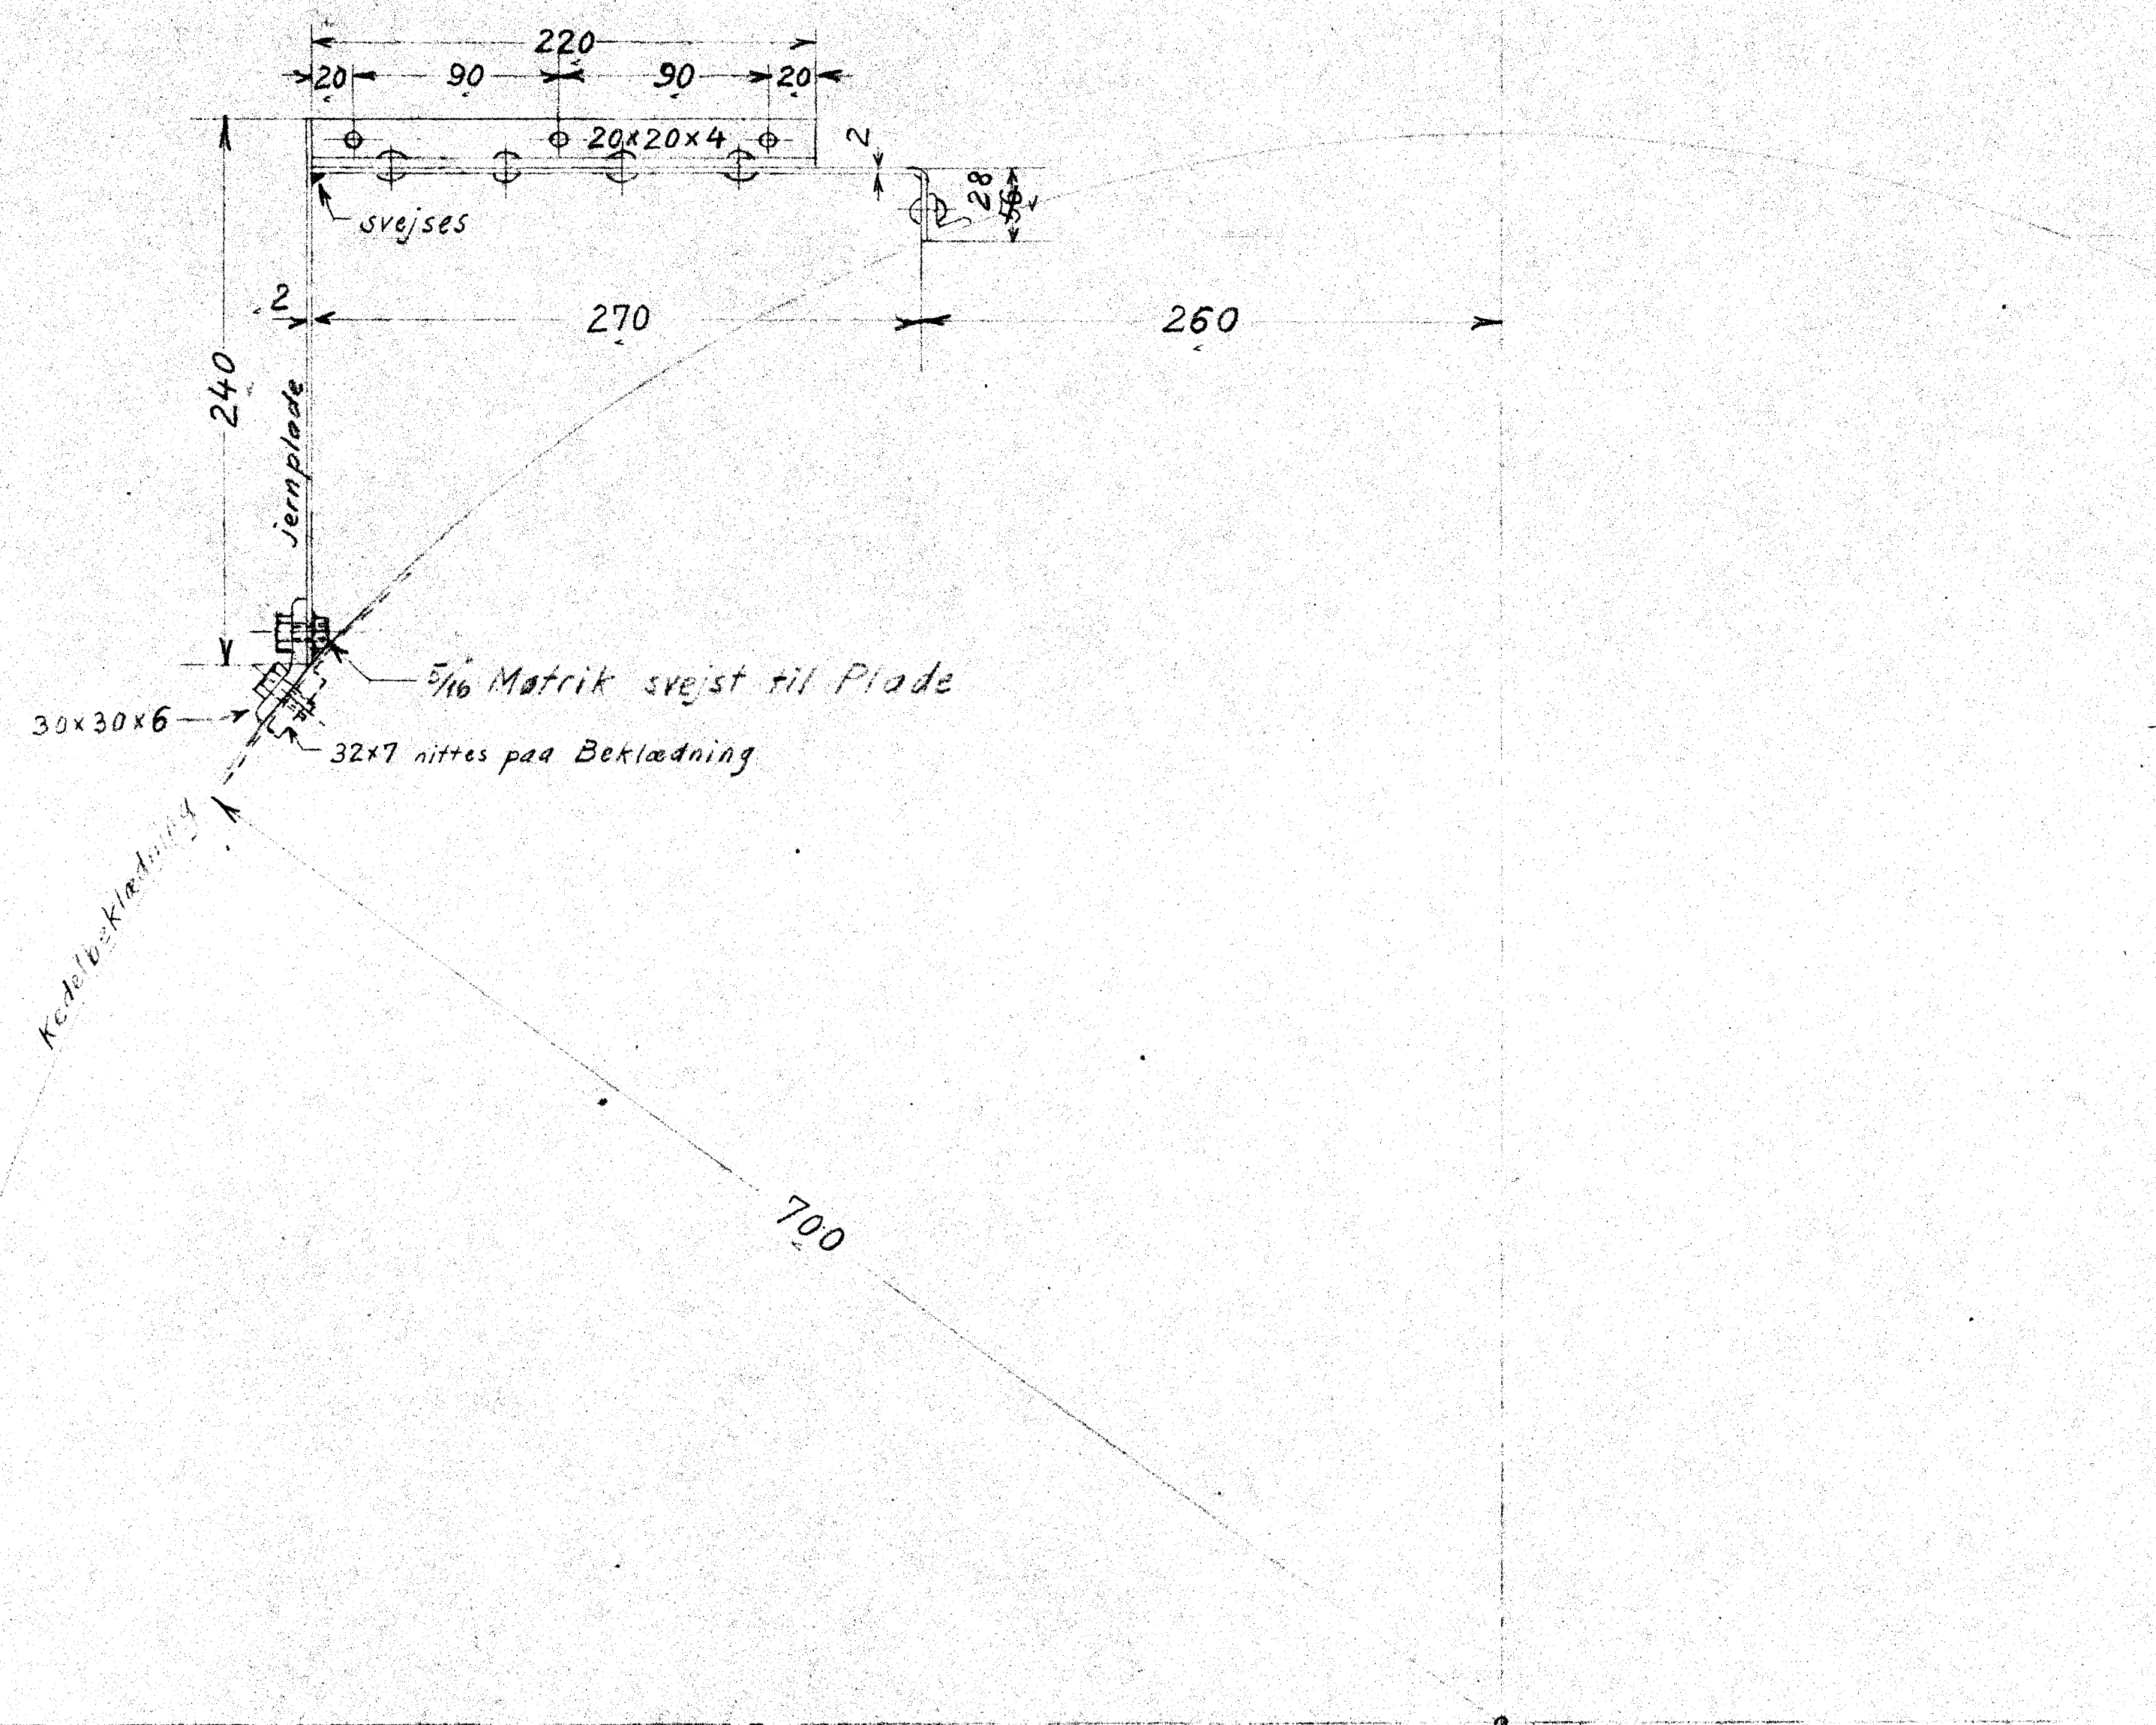 220
20 90 90 20
20×20×4
2
28
56
svejses
2
270
260
240
jernplade
5/16 Møtrik svejst til Plade
30×30×6
32×7 nittes paa Beklædning
Kedelbeklædning
700